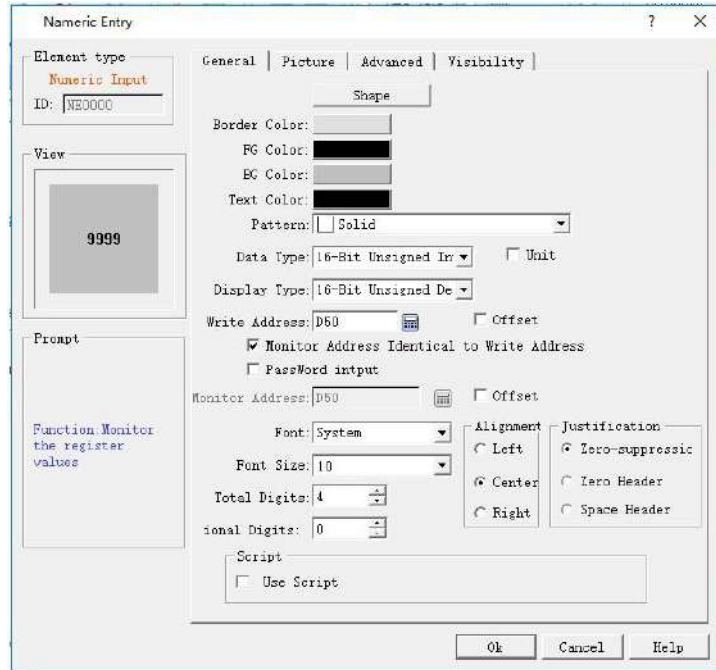 Nameric Entry ? X
Element type
Numeric Input
ID: NE0000
View
9999
Prompt
Function:Monitor
the register
values
General Picture Advanced Visibility
Shape
Border Color:
FG Color:
BG Color:
Text Color:
Pattern: Solid
Data Type: 16-Bit Unsigned In Unit
Display Type: 16-Bit Unsigned De
Write Address: D50 Offset
Monitor Address Identical to Write Address
PassWord intput
Monitor Address: D50 Offset
Font: System
Font Size: 10
Total Digits: 4
ional Digits: 0
Alignment
Left
Center
Right
Justification
Zero-suppressic
Zero Header
Space Header
Script
Use Script
Ok Cancel Help